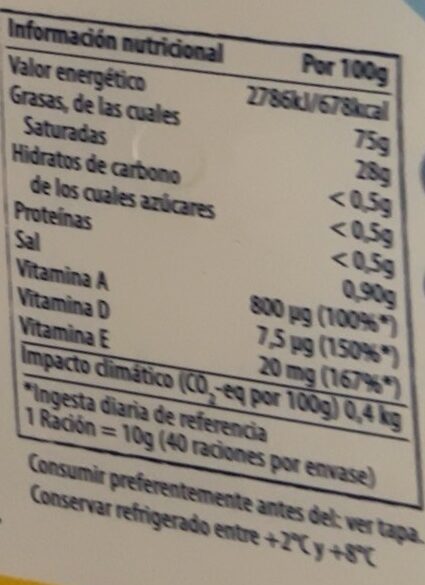 Información nutricional Por 100g
Valor energético 2786kJ/678kcal
Grasas, de las cuales 75g
Saturadas 28g
Hidratos de carbono < 0,5g
de los cuales azúcares < 0,5g
Proteínas < 0,5g
Sal 0,90g
Vitamina A 800 µg (100%*)
Vitamina D 7,5 µg (150%*)
Vitamina E 20 mg (167%*)
Impacto climático (CO₂-eq por 100g) 0,4 kg
*Ingesta diaria de referencia
1 Ración = 10g (40 raciones por envase)
Consumir preferentemente antes del: ver tapa.
Conservar refrigerado entre +2°C y +8°C